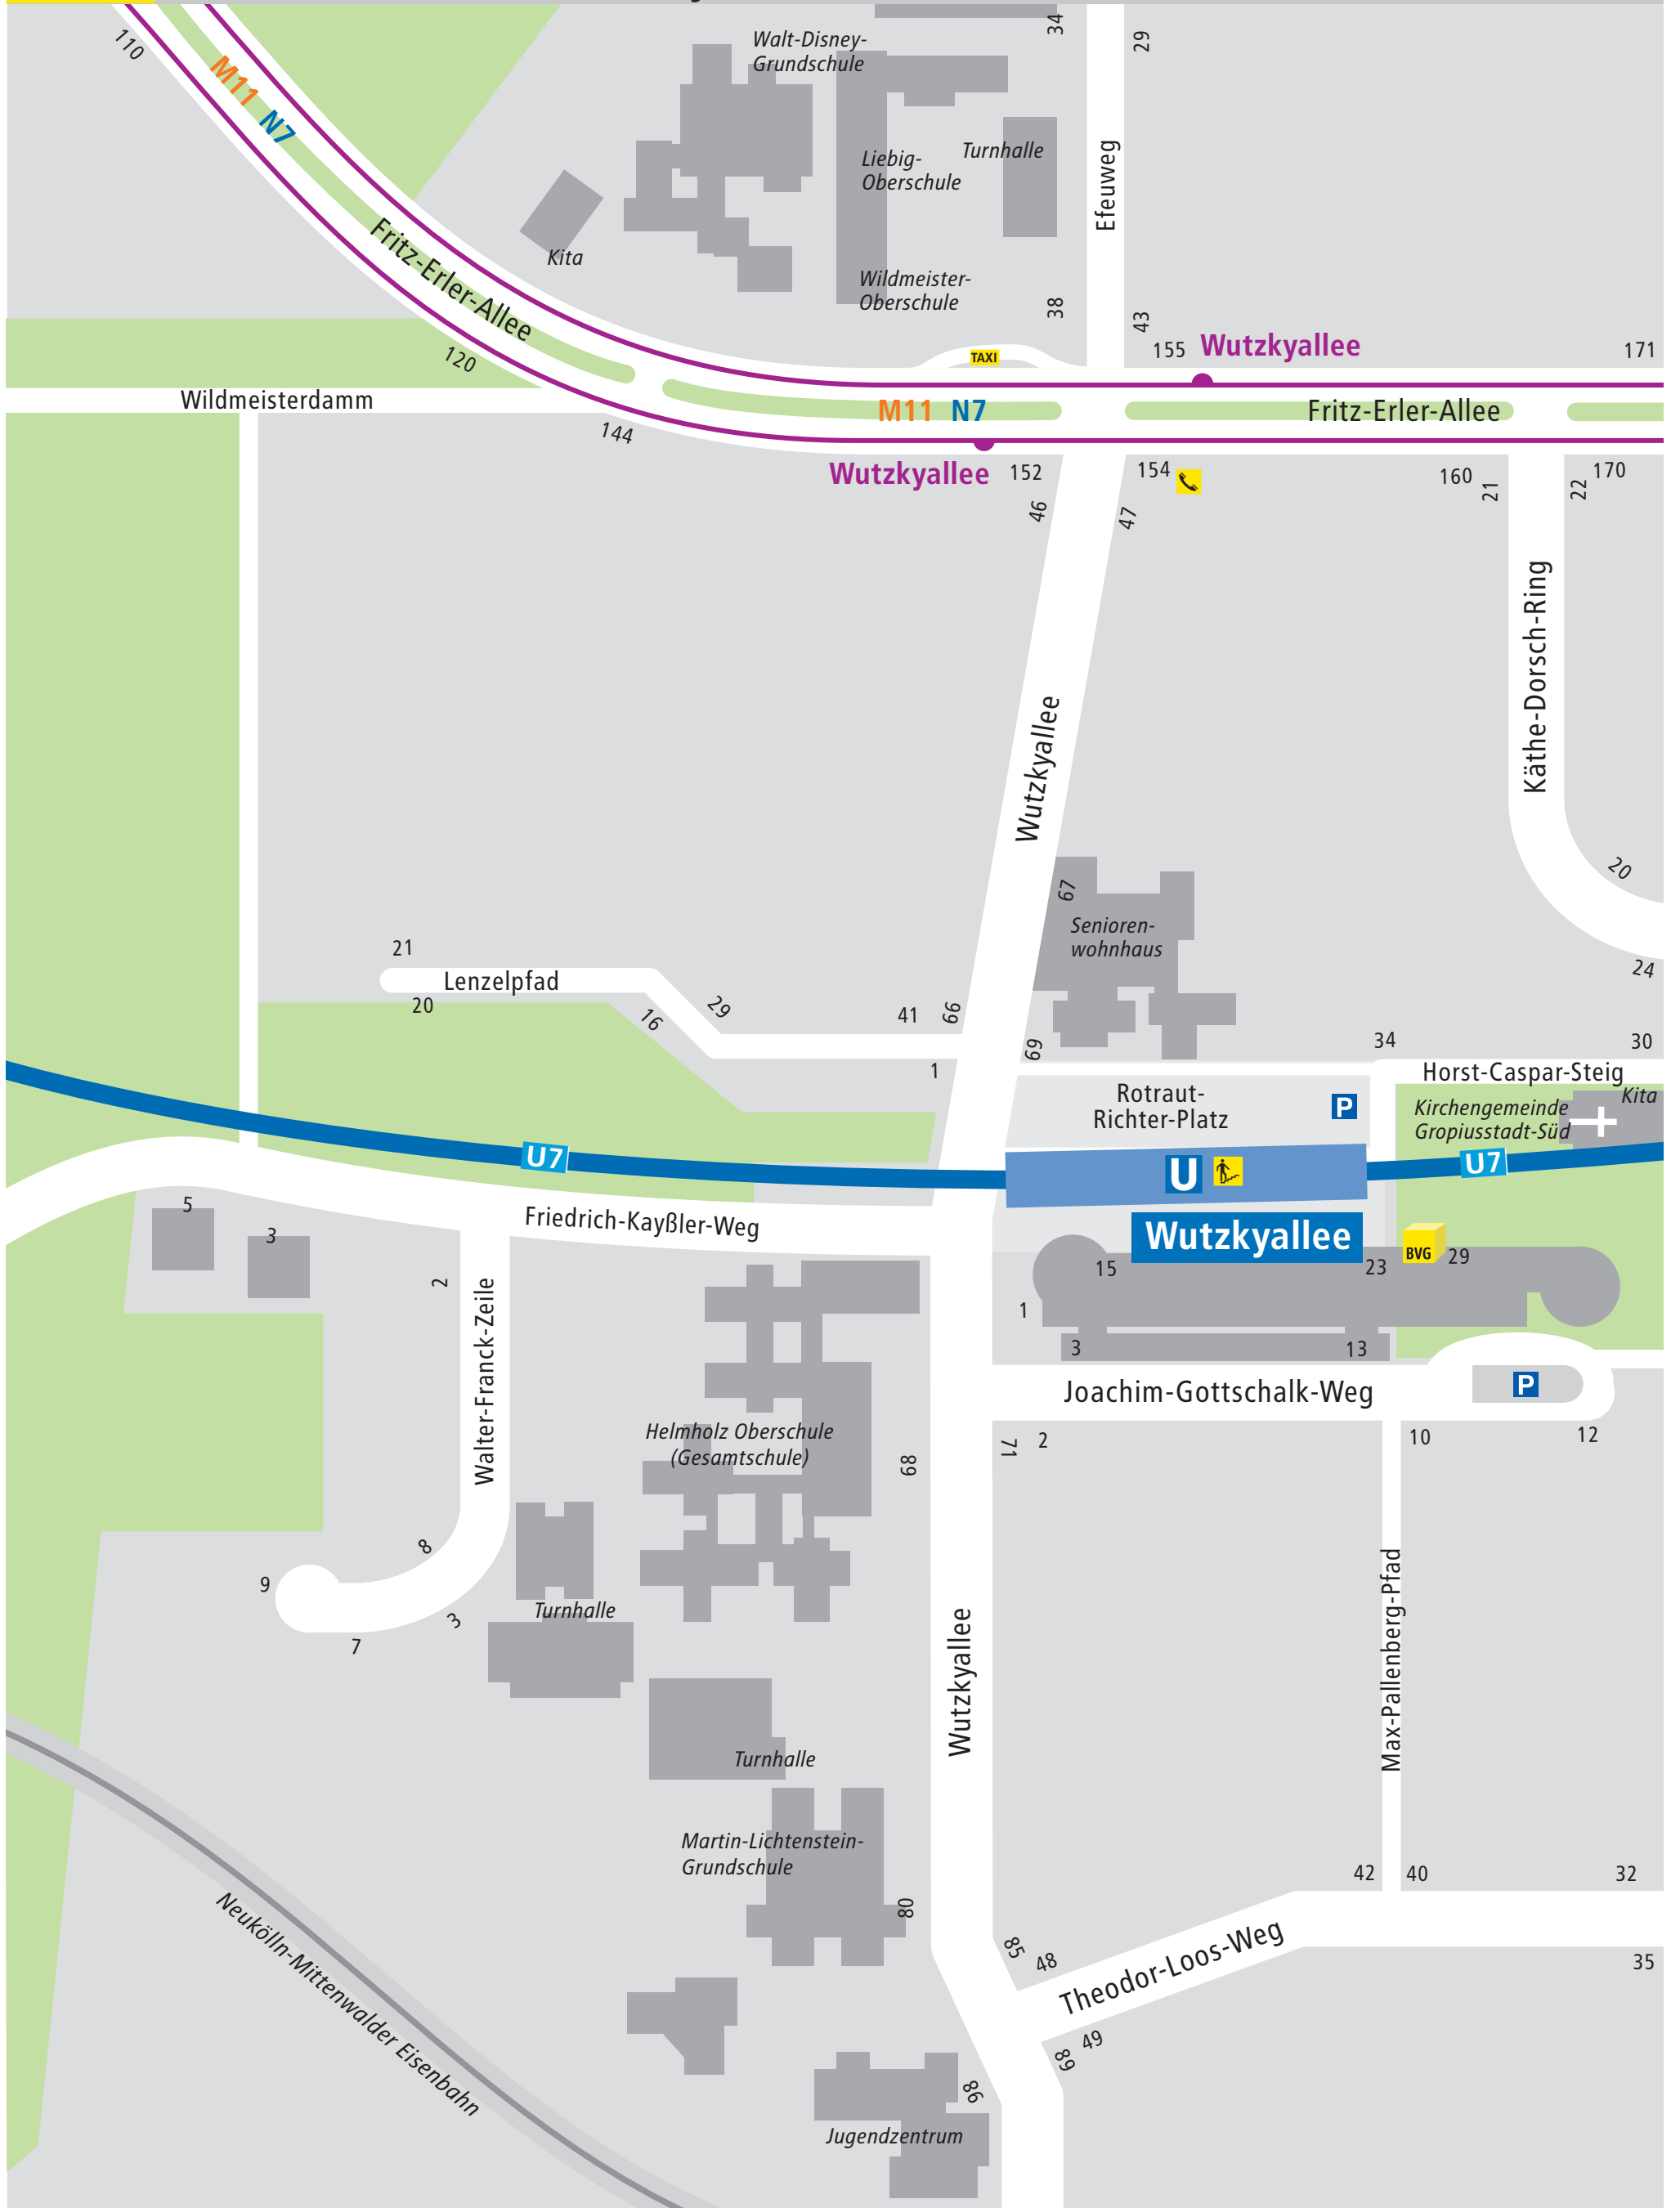 34
29
110
Walt-Disney-
Grundschule
M11 N7
Liebig-
Oberschule
Turnhalle
Efeuweg
Fritz-Erler-Allee
Kita
Wildmeister-
Oberschule
38
43
120
TAXI
155
Wutzkyallee
171
Wildmeisterdamm
M11 N7
Fritz-Erler-Allee
144
Wutzkyallee
152
154
160
21
22
170
46
47
Käthe-Dorsch-Ring
Wutzkyallee
20
67
Senioren-
wohnhaus
21
Lenzelpfad
20
16
29
41
66
24
69
34
30
1
Horst-Caspar-Steig
Rotraut-
Richter-Platz
P
Kita
Kirchengemeinde
Gropiusstadt-Süd
U7
U
U7
5
3
Friedrich-Kayßler-Weg
Wutzkyallee
BVG
29
15
23
2
1
3
13
Walter-Franck-Zeile
P
Joachim-Gottschalk-Weg
Helmholz Oberschule
(Gesamtschule)
68
71
2
10
12
8
9
3
7
Turnhalle
Wutzkyallee
Max-Pallenberg-Pfad
Turnhalle
Martin-Lichtenstein-
Grundschule
80
42
40
32
85
48
Theodor-Loos-Weg
35
Neukölln-Mittenwalder Eisenbahn
49
89
86
Jugendzentrum